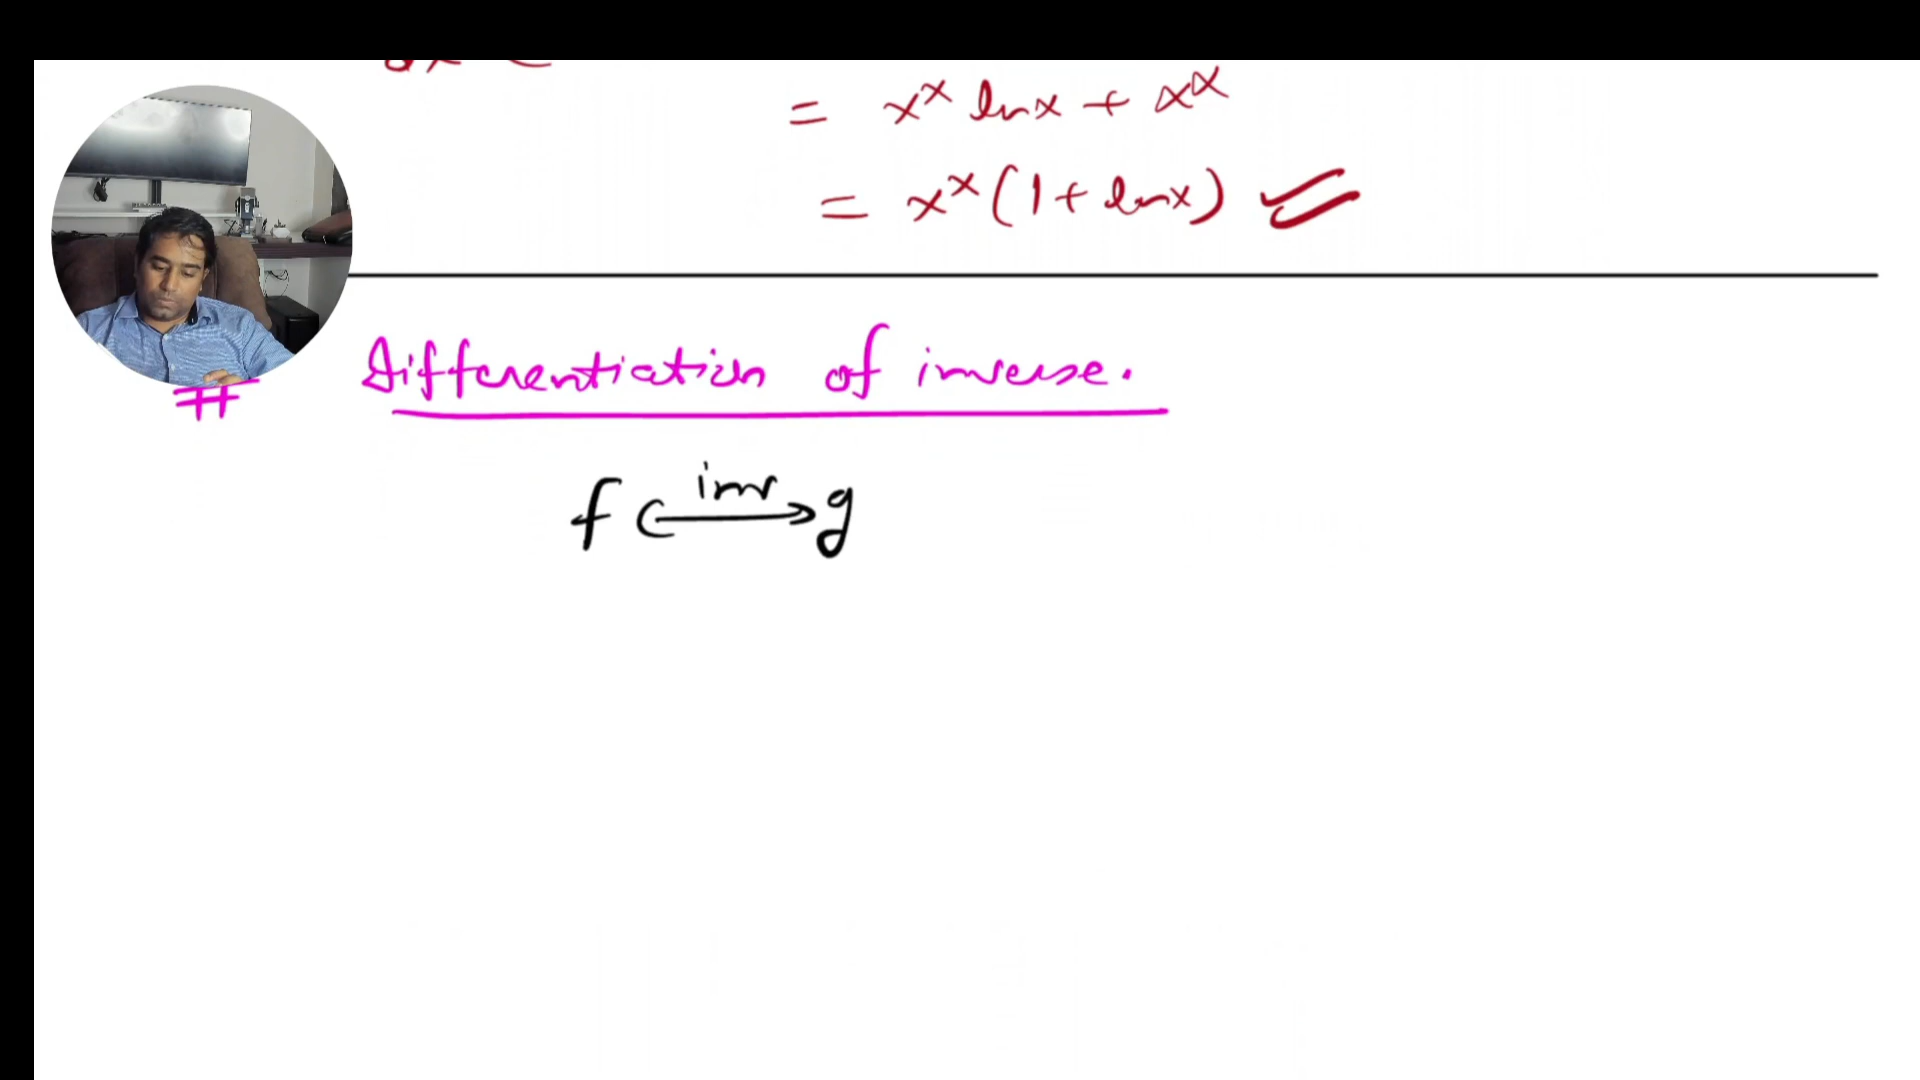 = x^x ln x + x^x
= x^x (1 + ln x)
# Differentiation of inverse.
f ⟷ g
inv